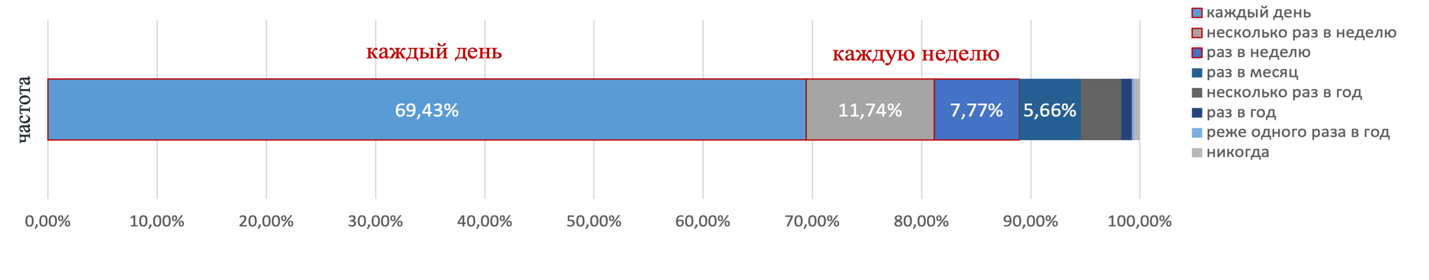 каждый день
каждую неделю
частота
69,43%
11,74%
7,77%
5,66%
0,00%
10,00%
20,00%
30,00%
40,00%
50,00%
60,00%
70,00%
80,00%
90,00%
100,00%
каждый день
несколько раз в неделю
раз в неделю
раз в месяц
несколько раз в год
раз в год
реже одного раза в год
никогда